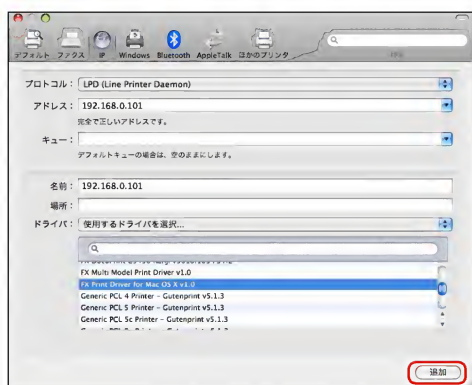 デフォルト ファクス IP Windows Bluetooth AppleTalk ほかのプリンタ
プロトコル： LPD (Line Printer Daemon)
アドレス： 192.168.0.101
完全で正しいアドレスです。
キュー：
デフォルトキューの場合は、空のままにします。
名前： 192.168.0.101
場所：
ドライバ： 使用するドライバを選択...
FX Multi Model Print Driver v1.0
FX Print Driver for Mac OS X v1.0
Generic PCL 4 Printer – Gutenprint v5.1.3
Generic PCL 5 Printer – Gutenprint v5.1.3
Generic PCL 5c Printer – Gutenprint v5.1.3
追加